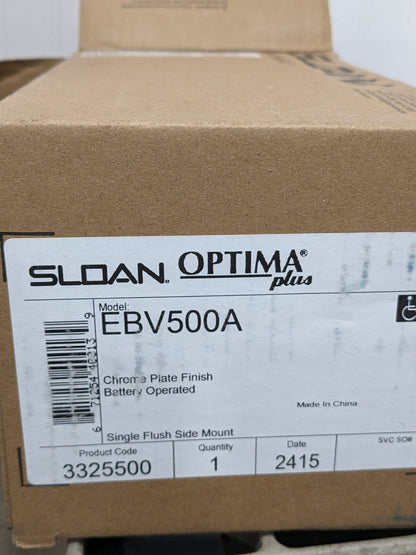 SLOAN. OPTIMA®
plus
Model:
EBV500A
Chrome Plate Finish
Battery Operated
Made In China
Single Flush Side Mount
Product Code Quantity Date SVC SO#
3325500 1 2415